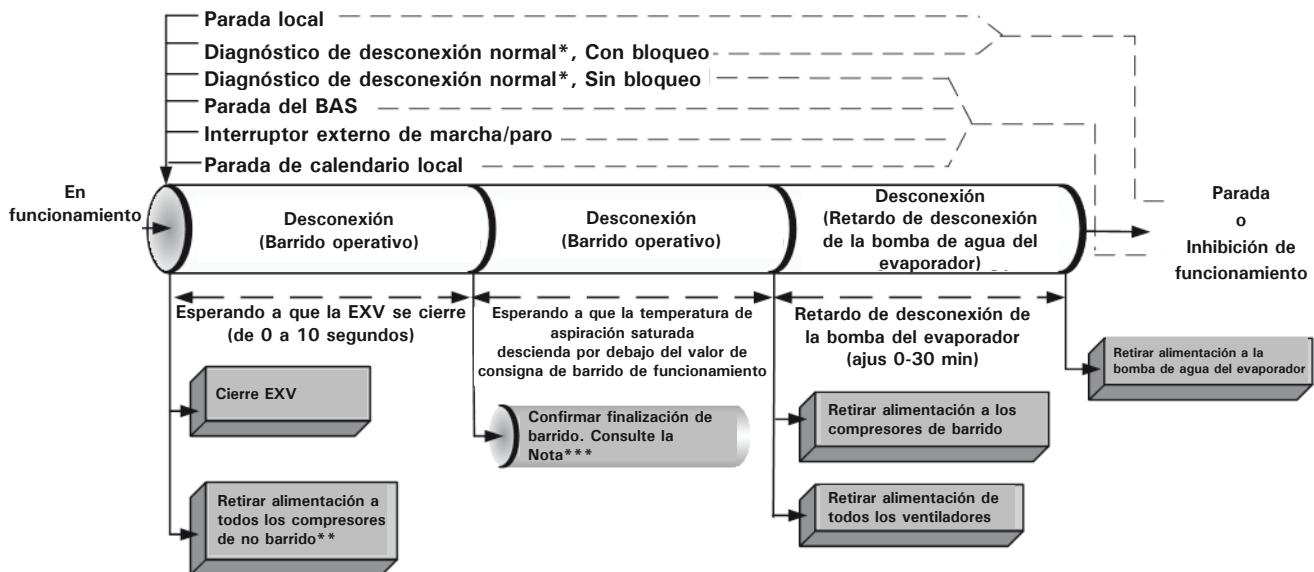 Parada local
Diagnóstico de desconexión normal*, Con bloqueo
Diagnóstico de desconexión normal*, Sin bloqueo
Parada del BAS
Interruptor externo de marcha/paro
Parada de calendario local
En
funcionamiento
Desconexión
(Barrido operativo)
Desconexión
(Barrido operativo)
Desconexión
(Retardo de desconexión
de la bomba de agua del
evaporador)
Parada
o
Inhibición de
funcionamiento
Esperando a que la EXV se cierre
(de 0 a 10 segundos)
Esperando a que la temperatura de
aspiración saturada
descienda por debajo del valor de
consigna de barrido de funcionamiento
Retardo de desconexión de
la bomba del evaporador
(ajus 0-30 min)
Retirar alimentación a la
bomba de agua del evaporador
Cierre EXV
Confirmar finalización de
barrido. Consulte la
Nota***
Retirar alimentación a los
compresores de barrido
Retirar alimentación a
todos los compresores
de no barrido**
Retirar alimentación de
todos los ventiladores